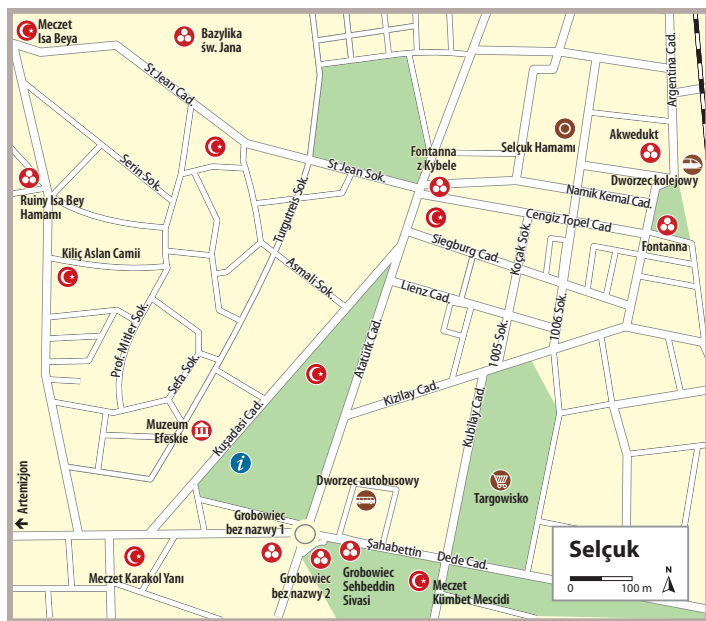 Meczet
Isa Beya
Bazylika
św. Jana
St Jean Cad.
Argentina Cad.
Serin Sok.
Fontanna
z Kybele
Selçuk Hamamı
Akwedukt
Dworzec kolejowy
St Jean Sok.
Namik Kemal Cad.
Ruiny Isa Bey
Hamamı
Turgutreis Sok.
Cengiz Topel Cad
Siegburg Cad.
Koçak Sok.
Fontanna
Kiliç Aslan Camii
Asmali Sok.
Lienz Cad.
1006 Sok.
1005 Sok.
Prof. Mitler Sok.
Sefa Sok.
Atatürk Cad.
Kizilay Cad.
Kubilay Cad.
Kuşadasi Cad.
Muzeum
Efeskie
i
Artemizjon
Dworzec autobusowy
Targowisko
Grobowiec
bez nazwy 1
Şahabettin Dede Cad.
Meczet Karakol Yanı
Grobowiec
bez nazwy 2
Grobowiec
Sehbeddin
Sivasi
Meczet
Kümbet Mescidi
Selçuk
N
0 100 m